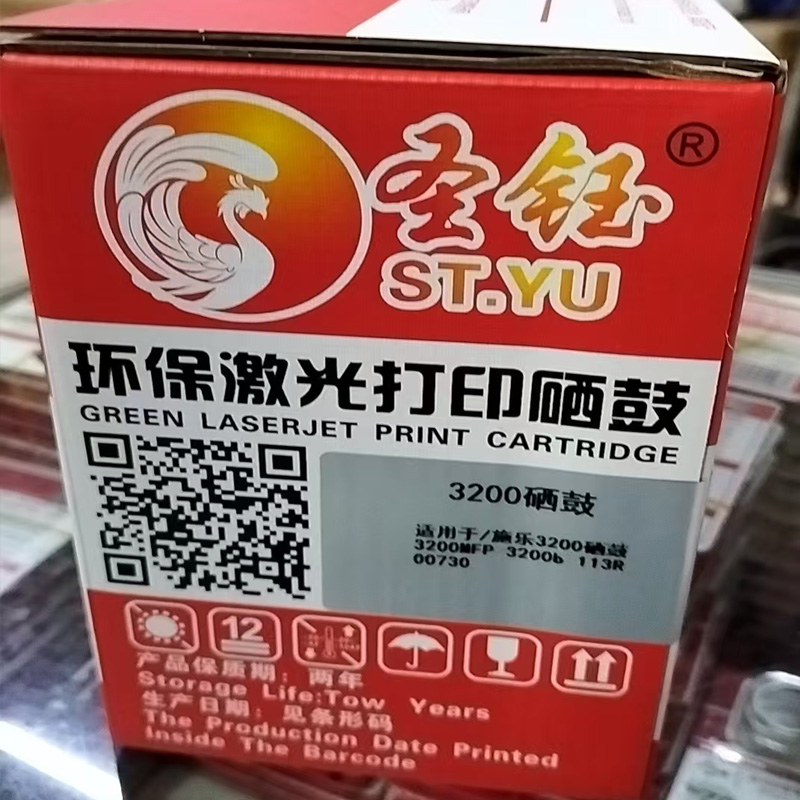 圣钰®
ST.YU
环保激光打印硒鼓
GREEN LASERJET PRINT CARTRIDGE
3200硒鼓
适用于/施乐3200硒鼓
3200MFP 3200b 113R
00730
12
产品保质期：两年
Storage Life:Tow Years
生产日期：见条形码
The Production Date Printed
Inside The Barcode